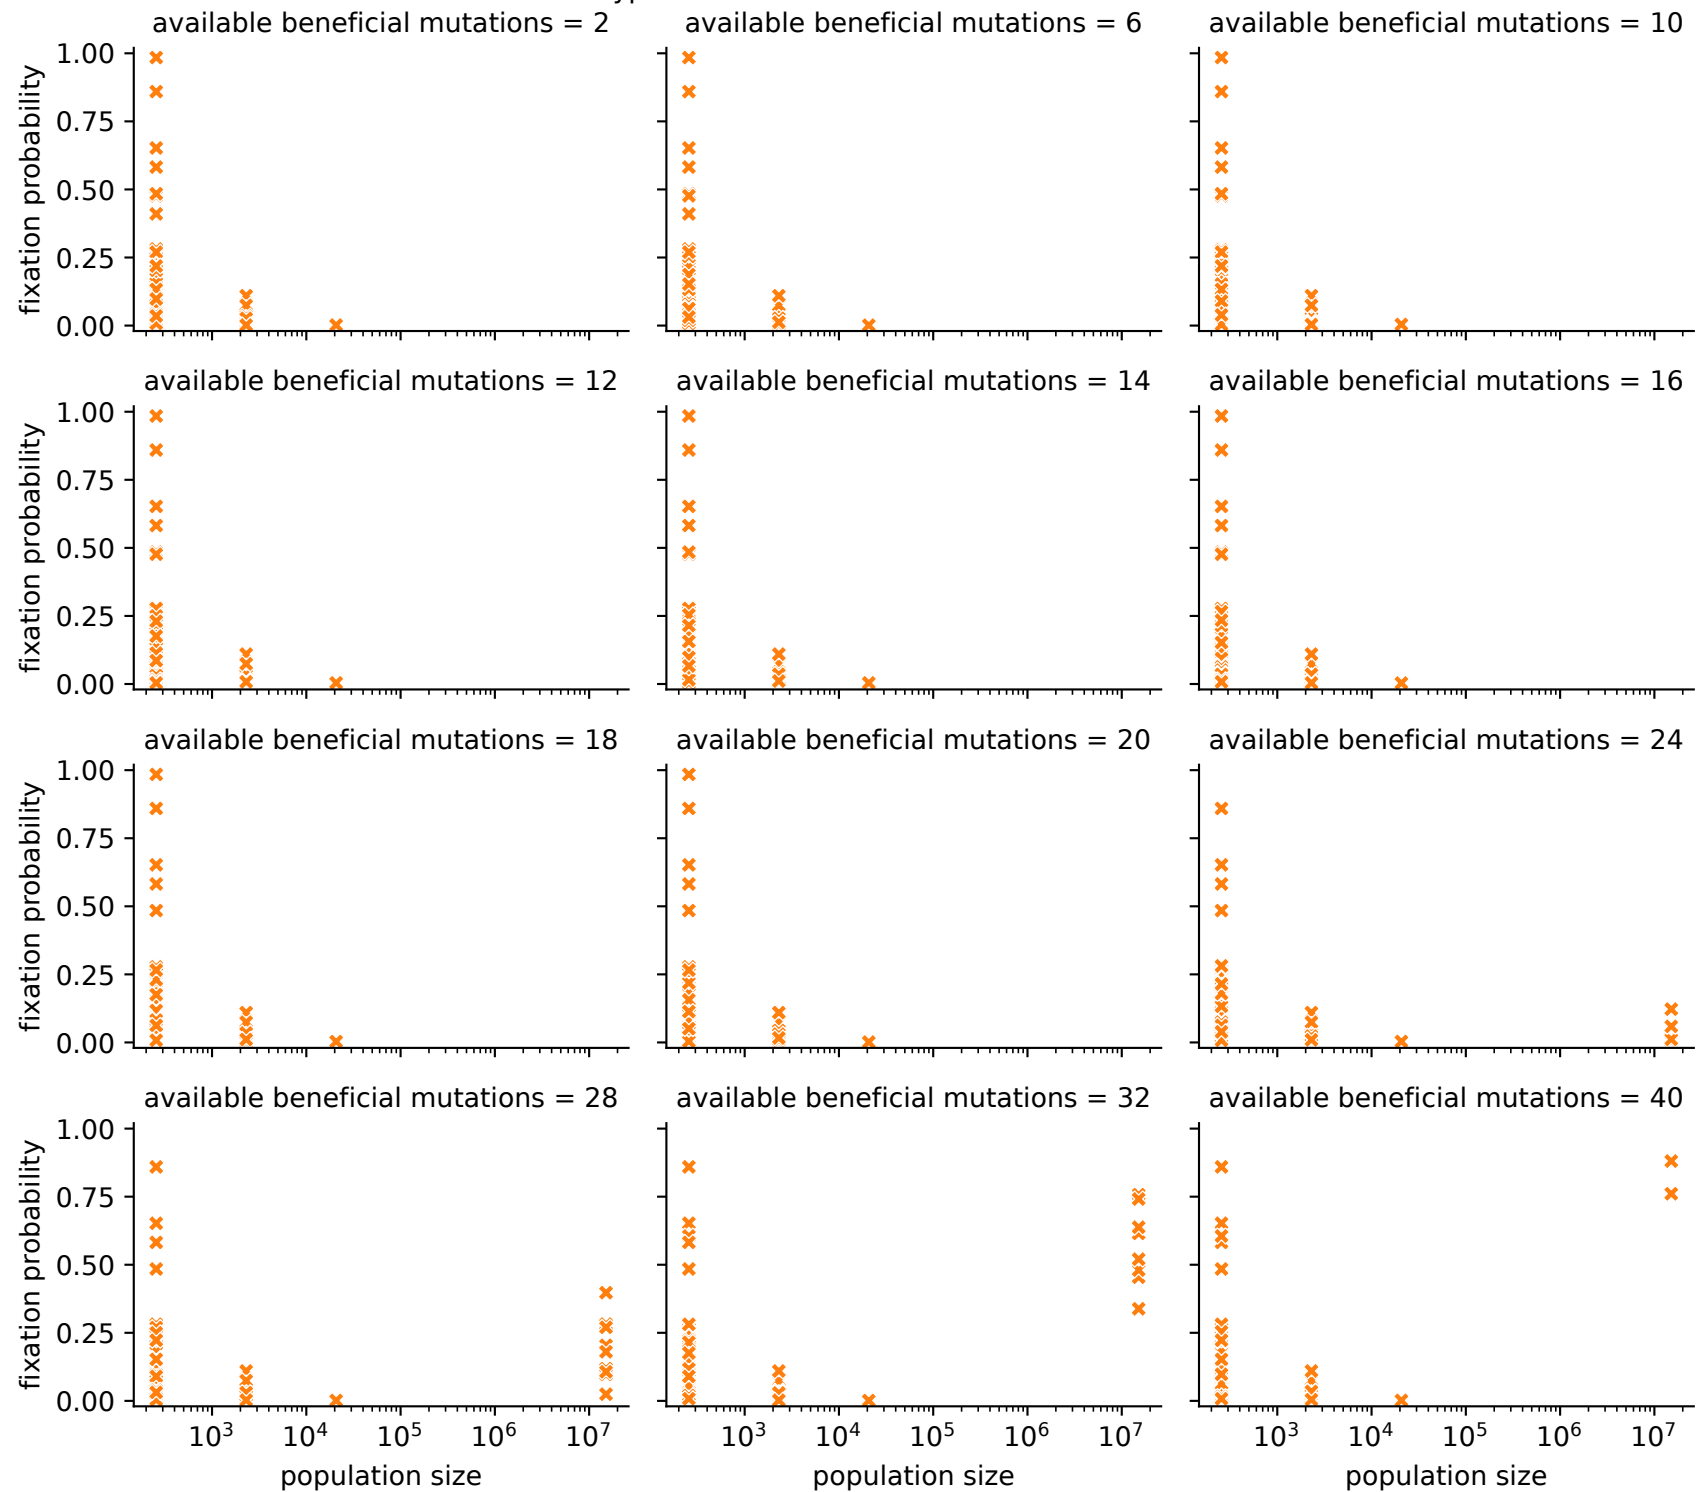 available beneficial mutations = 2
available beneficial mutations = 6
available beneficial mutations = 10
fixation probability
1.00
0.75
0.50
0.25
0.00
available beneficial mutations = 12
available beneficial mutations = 14
available beneficial mutations = 16
fixation probability
1.00
0.75
0.50
0.25
0.00
available beneficial mutations = 18
available beneficial mutations = 20
available beneficial mutations = 24
fixation probability
1.00
0.75
0.50
0.25
0.00
available beneficial mutations = 28
available beneficial mutations = 32
available beneficial mutations = 40
fixation probability
1.00
0.75
0.50
0.25
0.00
10³ 10⁴ 10⁵ 10⁶ 10⁷
10³ 10⁴ 10⁵ 10⁶ 10⁷
10³ 10⁴ 10⁵ 10⁶ 10⁷
population size
population size
population size